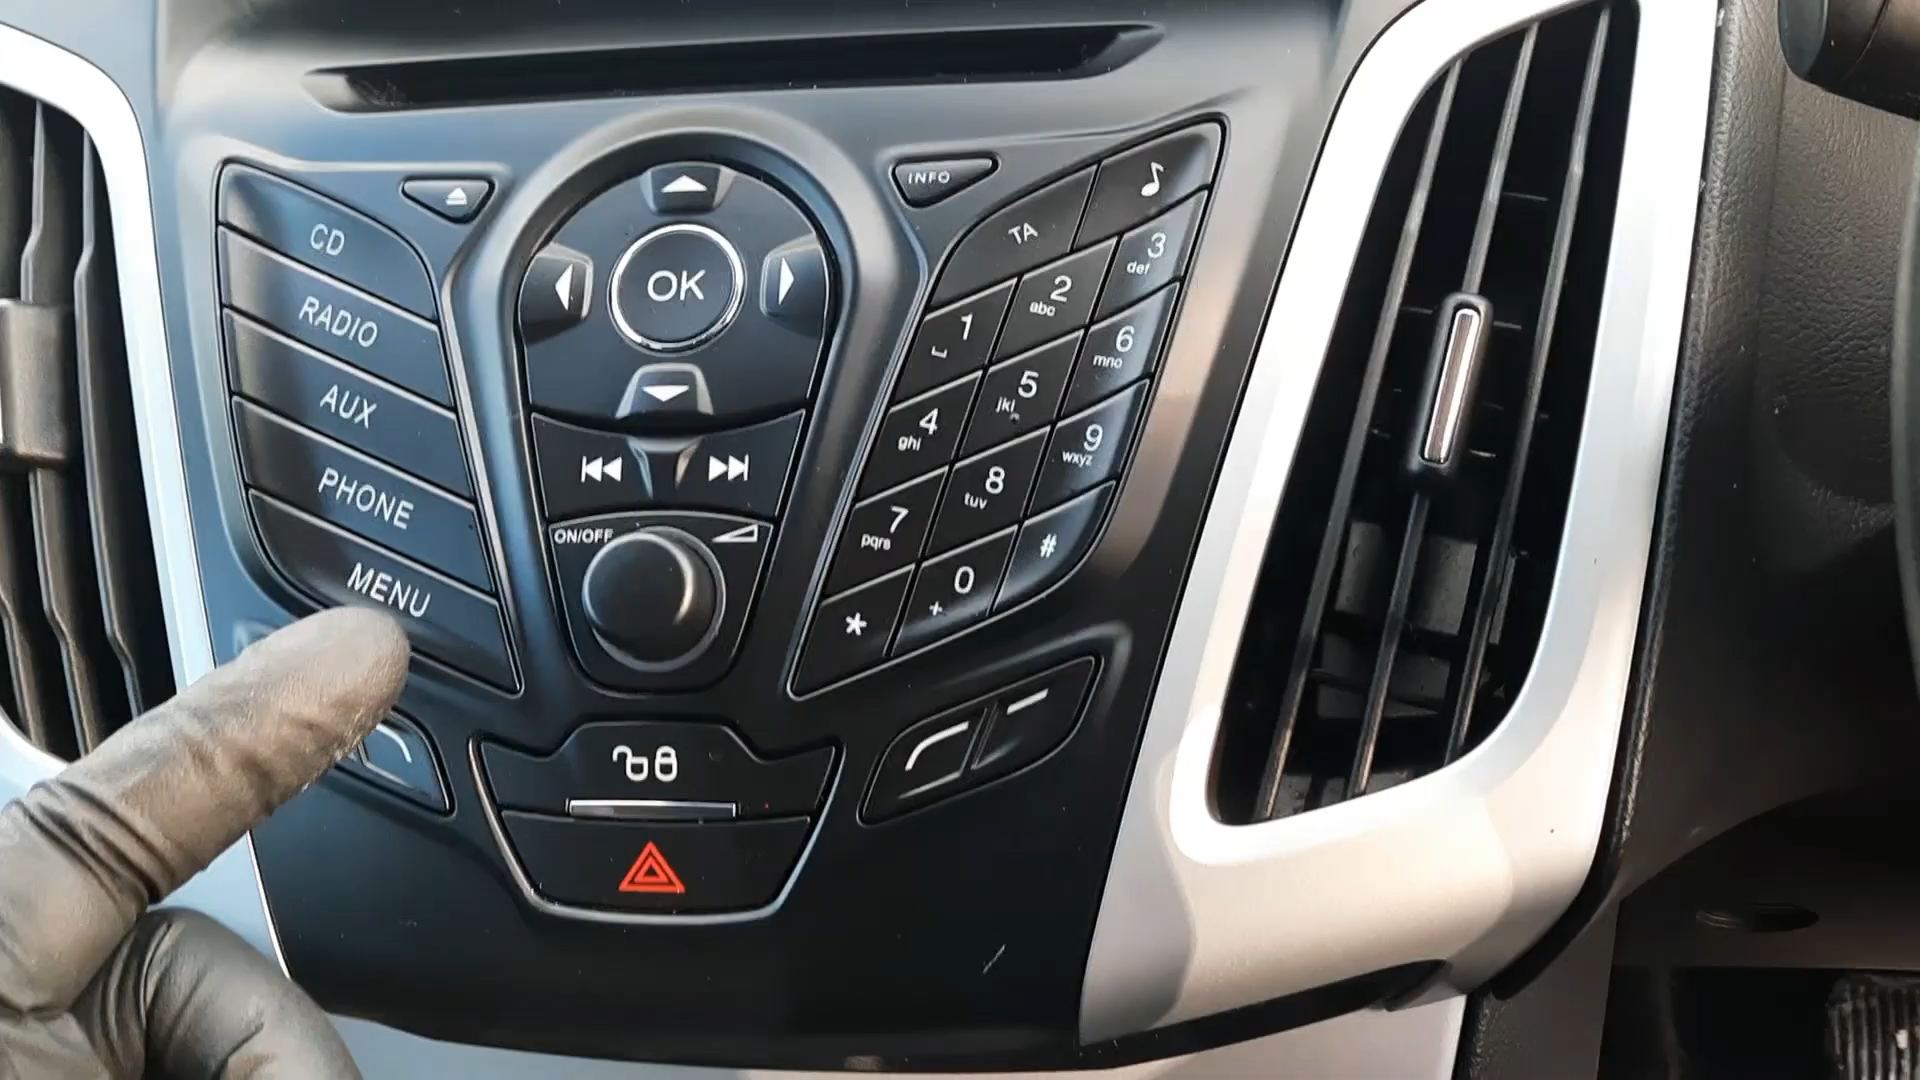 CD
RADIO
AUX
PHONE
MENU
OK
ON/OFF
INFO
TA
1
2 abc
3 def
4 ghi
5 jkl
6 mno
7 pqrs
8 tuv
9 wxyz
*
0 +
#